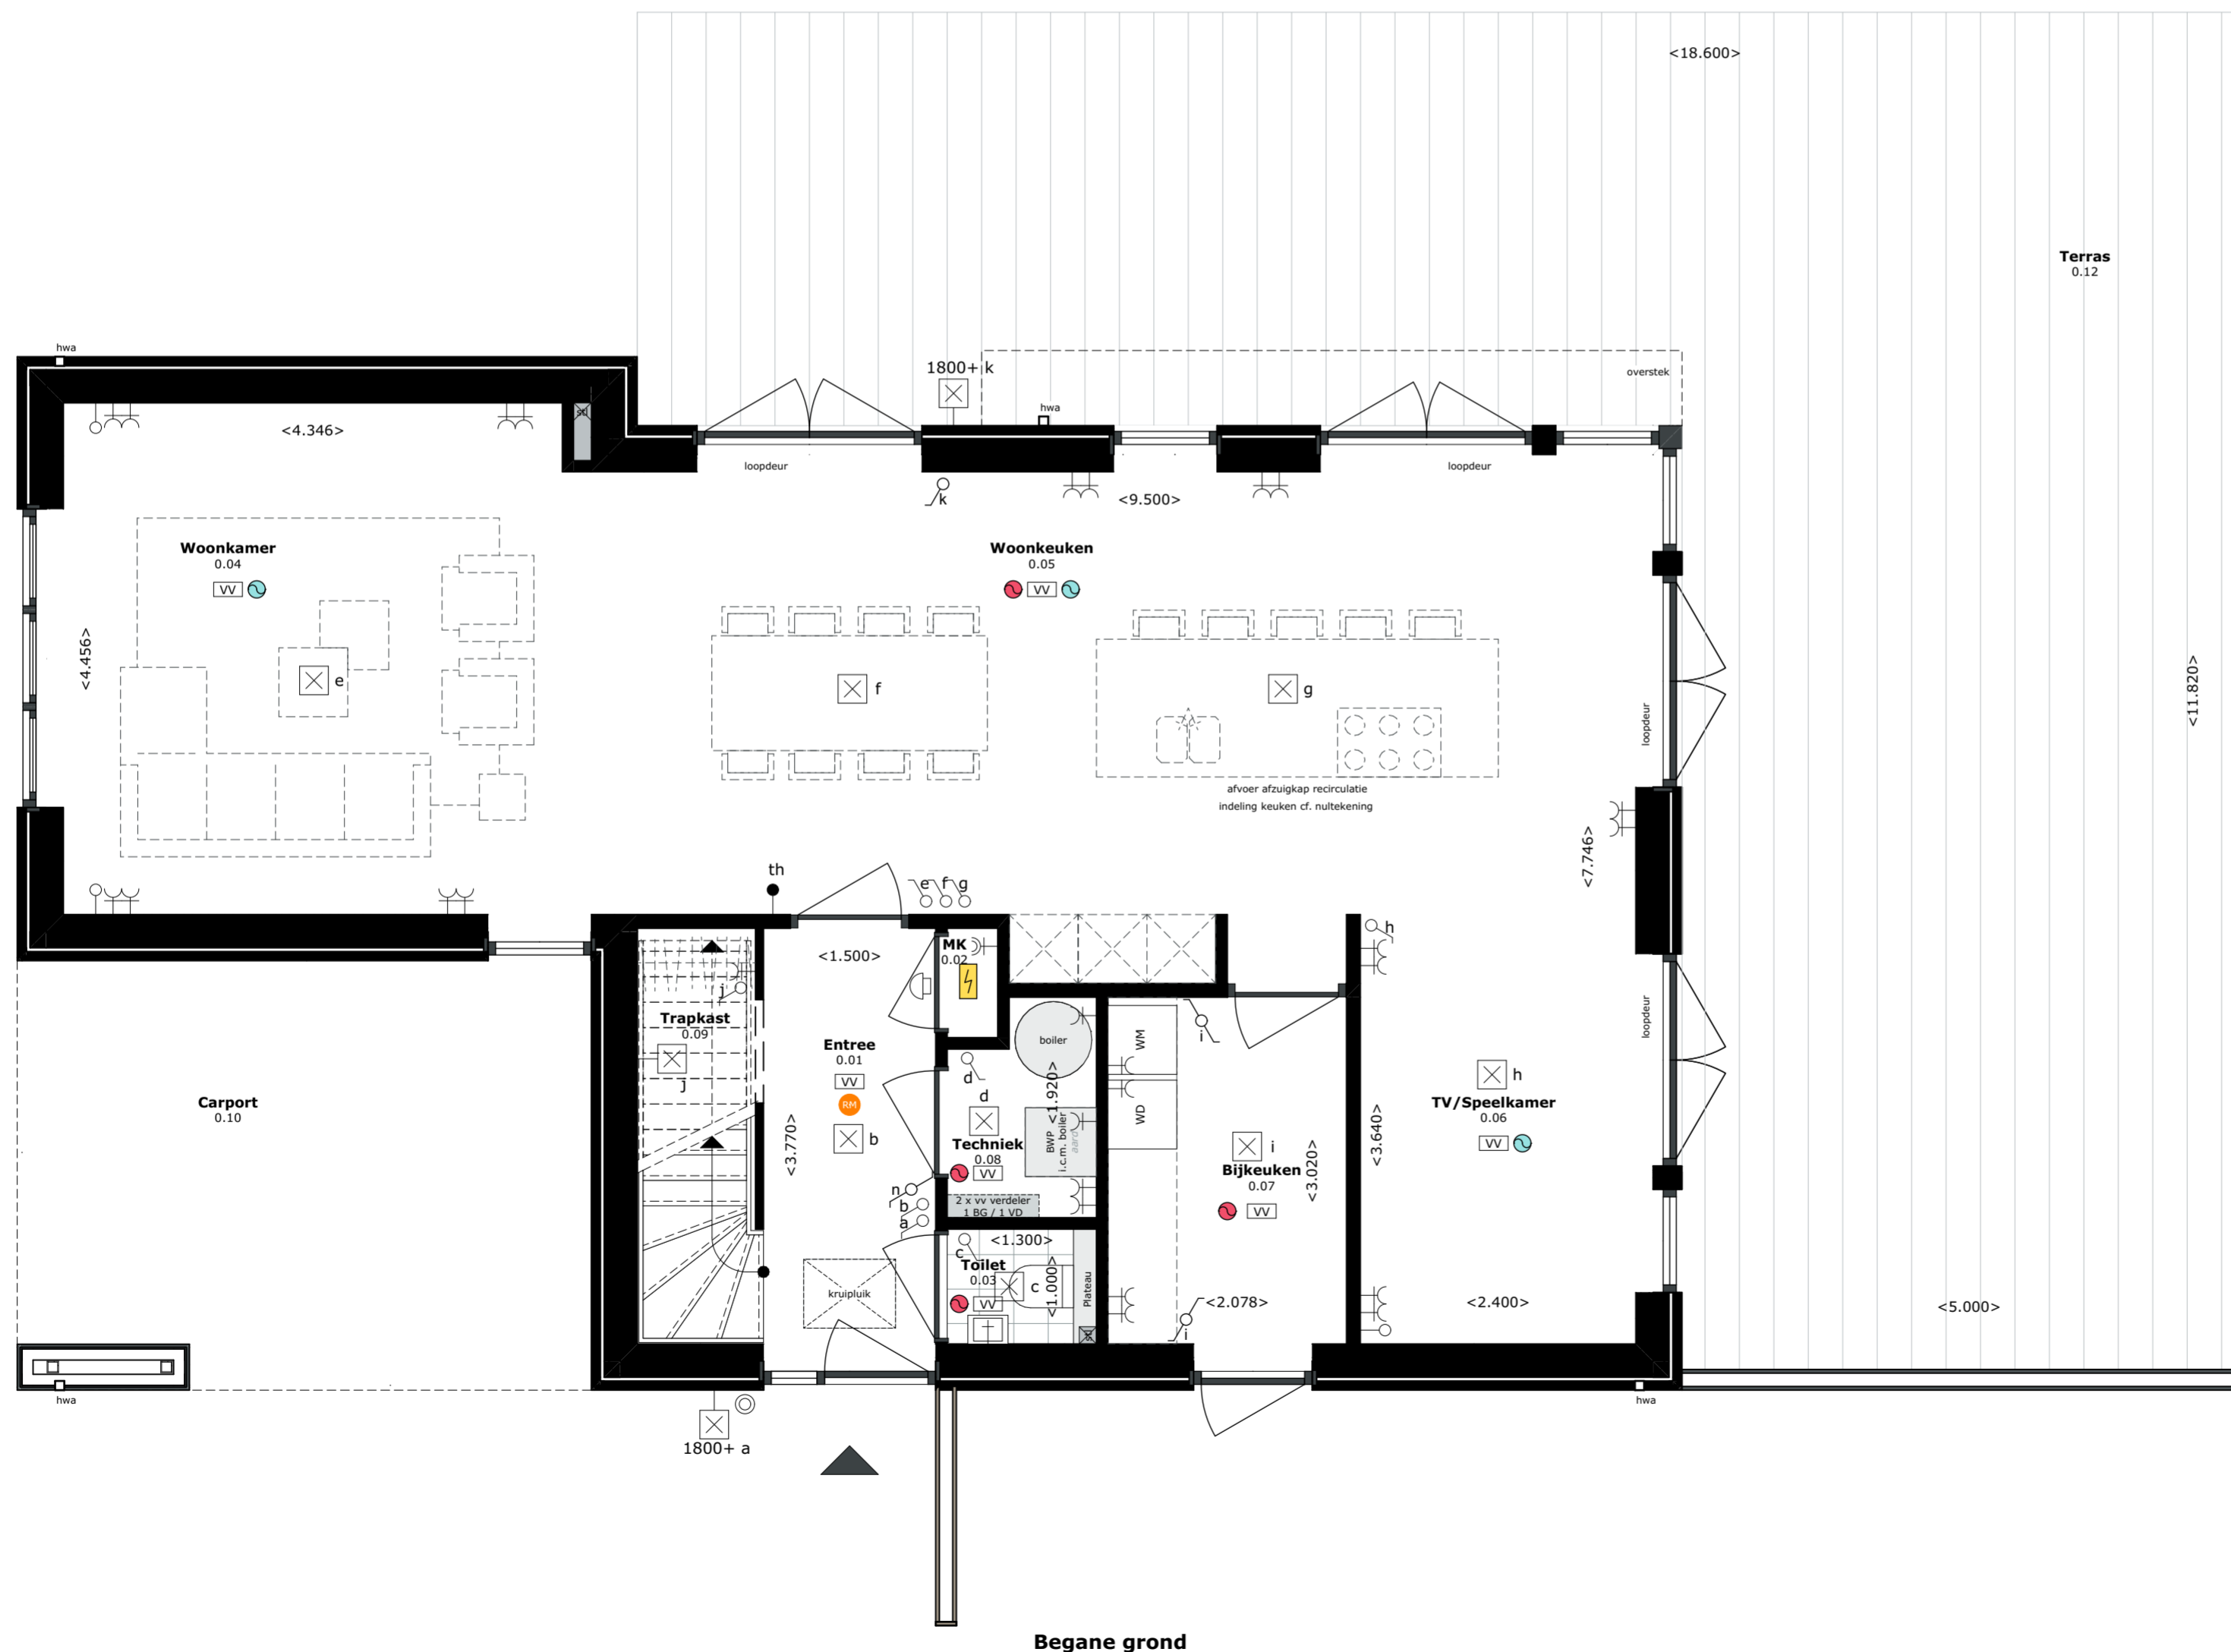 <18.600>
Terras
0.12
hwa
1800+ k
hwa
overstek
<4.346>
stl
loopdeur
loopdeur
k
<9.500>
Woonkamer
0.04
VV
Woonkeuken
0.05
VV
<4.456>
e
f
g
loopdeur
<11.820>
afvoer afzuigkap recirculatie
indeling keuken cf. nultekening
<7.746>
th
e f g
h
MK
0.02
<1.500>
j
Trapkast
0.09
j
Entree
0.01
VV
RM
b
<3.770>
boiler
<1.920>
d
d
Techniek
0.08
VV
BWP
i.c.m. boiler
aard
2 x vv verdeler
1 BG / 1 VD
WM
WD
i
i
Bijkeuken
0.07
VV
<3.020>
<3.640>
h
TV/Speelkamer
0.06
VV
loopdeur
Carport
0.10
n
b
a
<1.300>
c
Toilet
0.03
VV
c
<1.000>
Plateau
stl
kruipluik
<2.078>
i
<2.400>
<5.000>
hwa
hwa
1800+ a
Begane grond